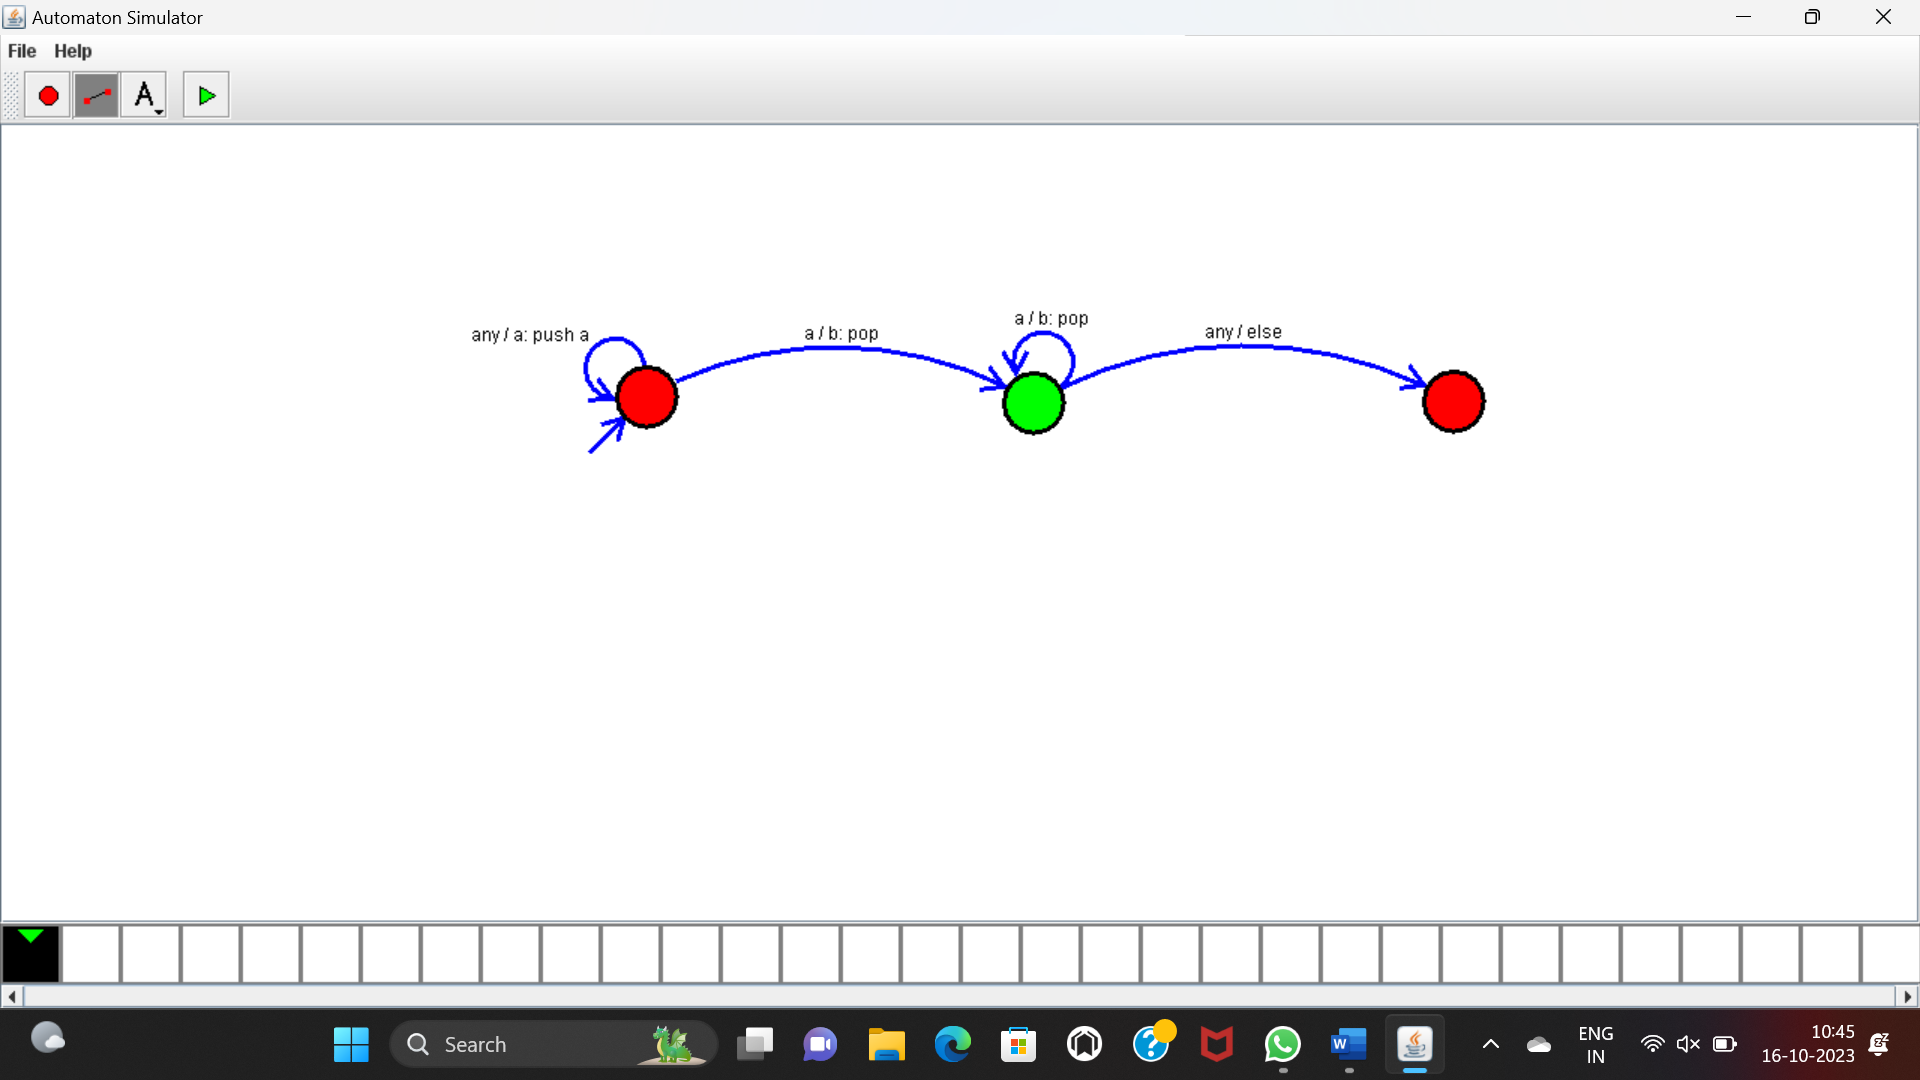 Automaton Simulator
File Help
A
a / b: pop
any / a: push a
a / b: pop
any / else
Search
W
ENG
IN
10:45
16-10-2023